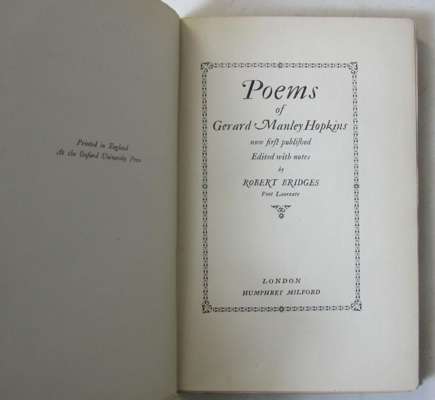 Printed in England
At the Oxford University Press
Poems
of
Gerard Manley Hopkins
now first published
Edited with notes
by
ROBERT BRIDGES
Poet Laureate
LONDON
HUMPHREY MILFORD